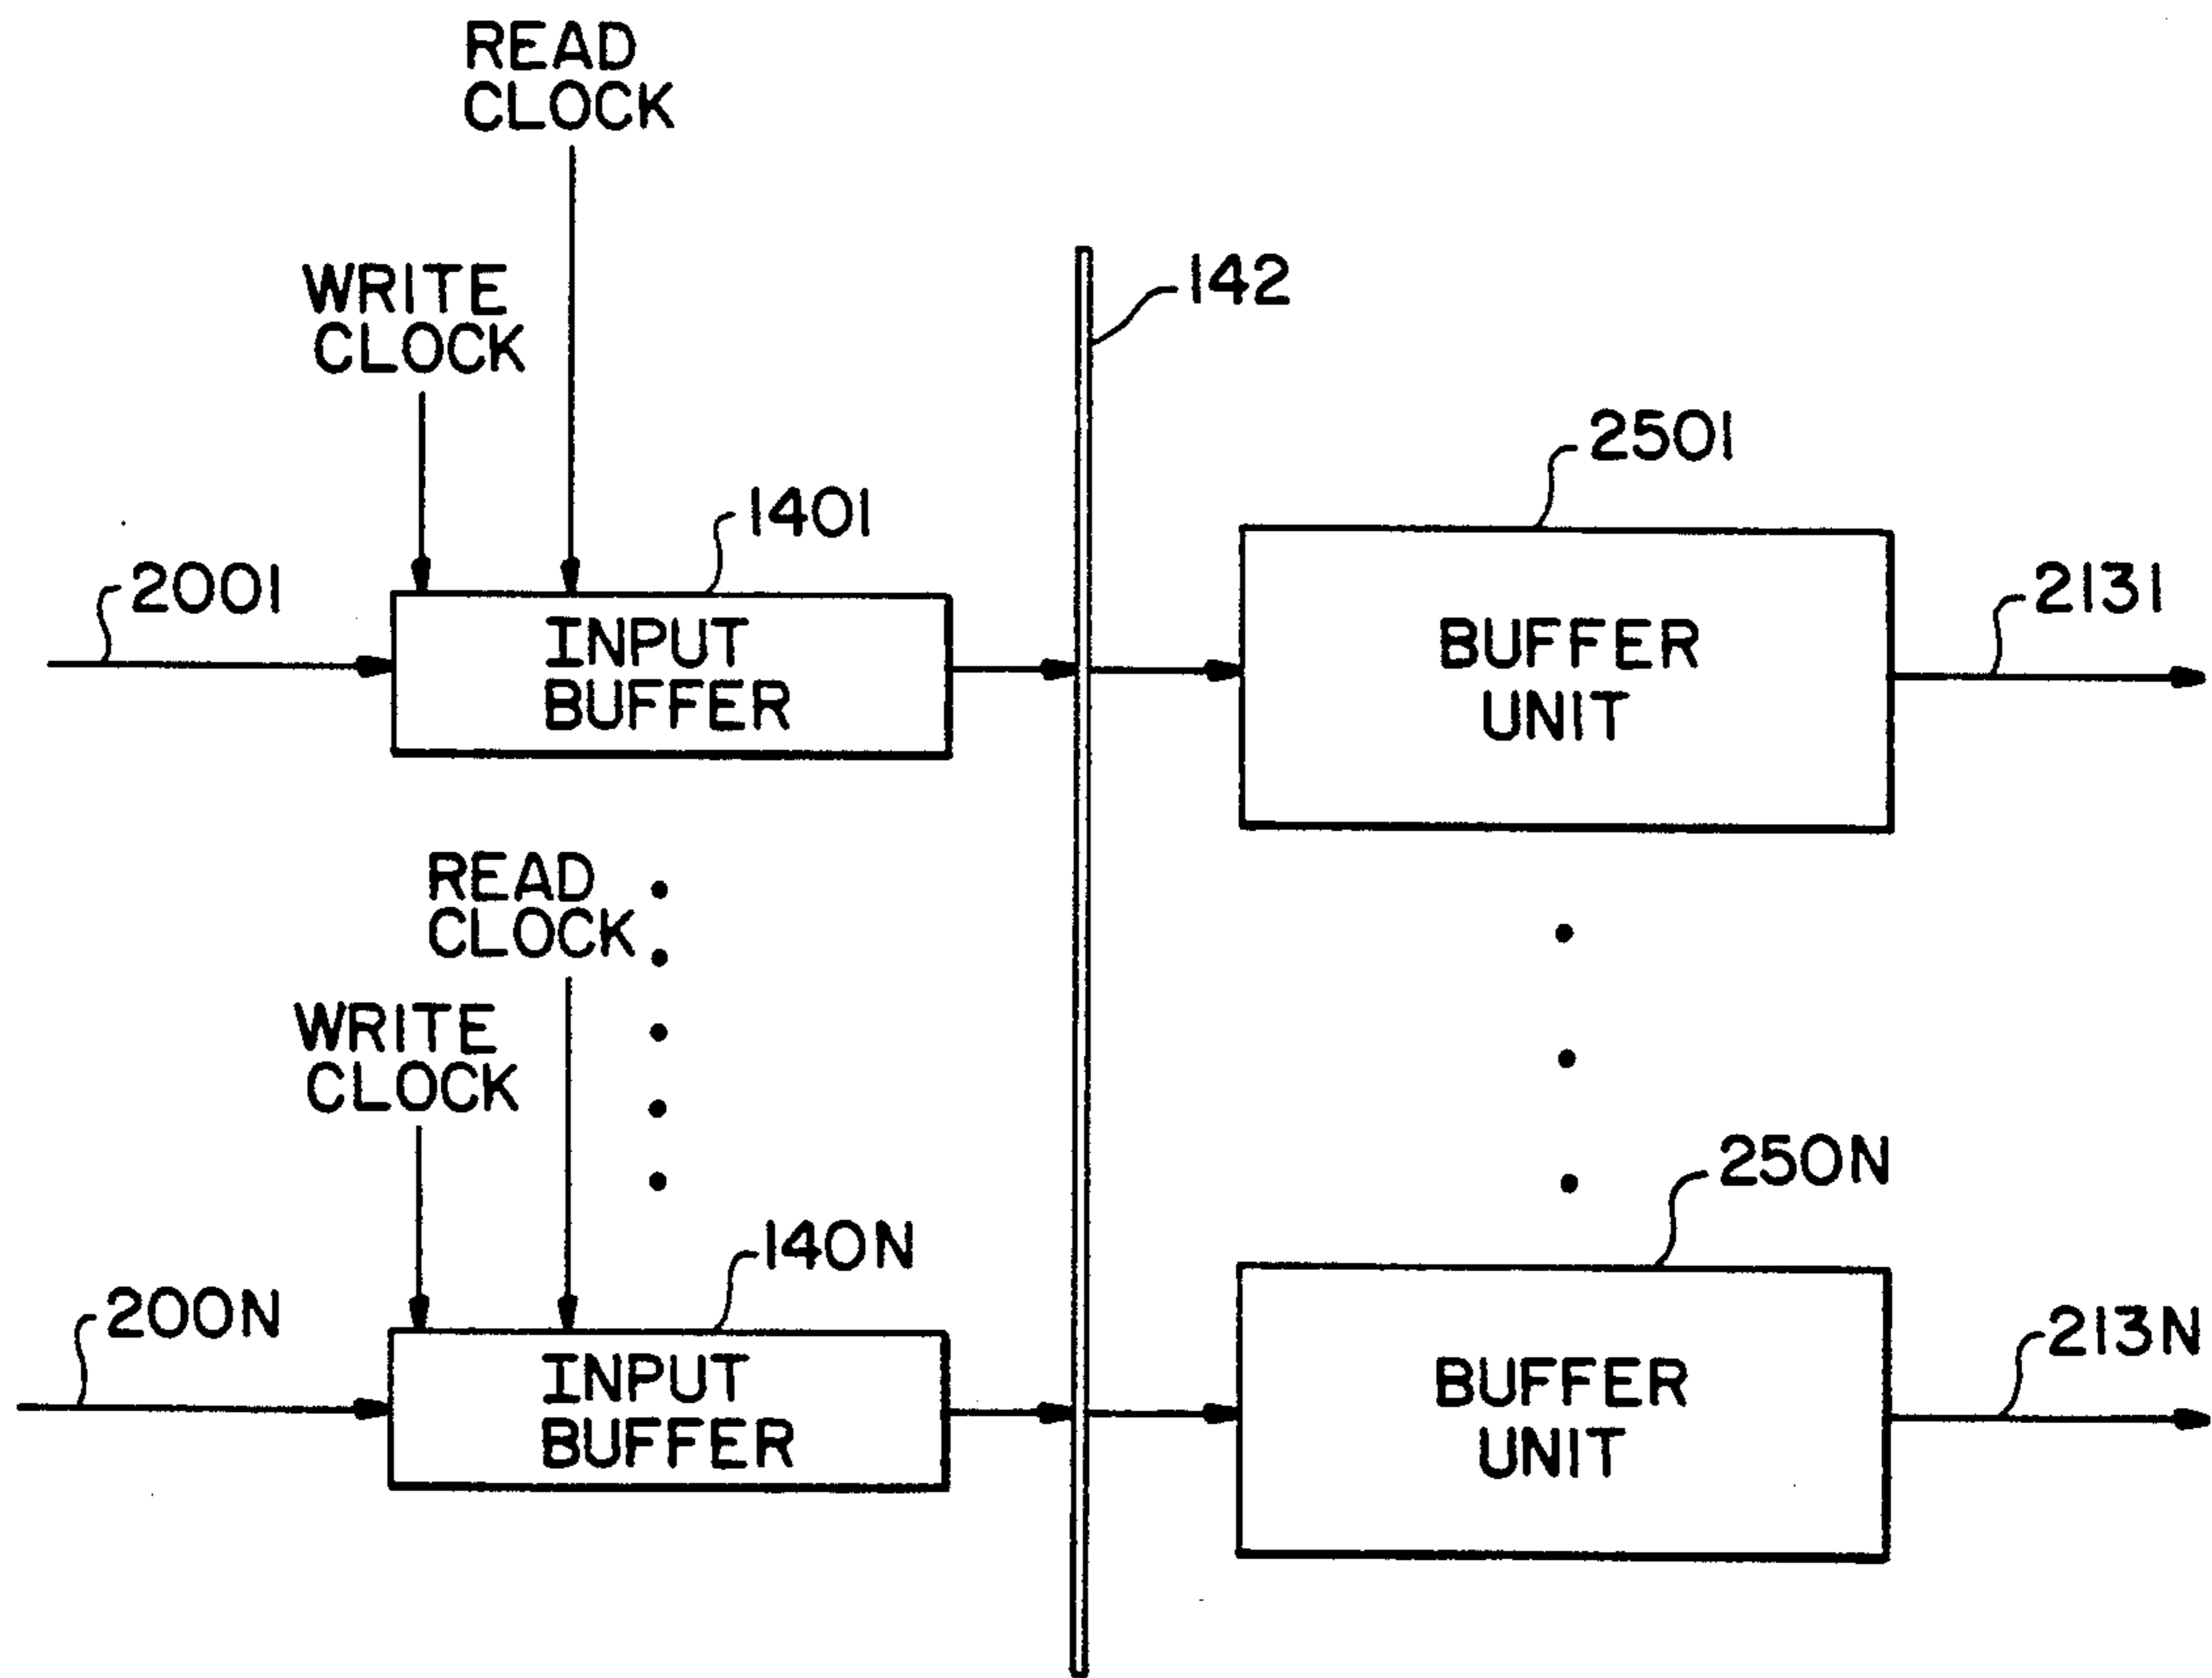 READ
CLOCK
WRITE
CLOCK
142
2501
1401
2001
2131
INPUT
BUFFER
BUFFER
UNIT
READ
CLOCK
WRITE
CLOCK
250N
140N
200N
213N
INPUT
BUFFER
BUFFER
UNIT